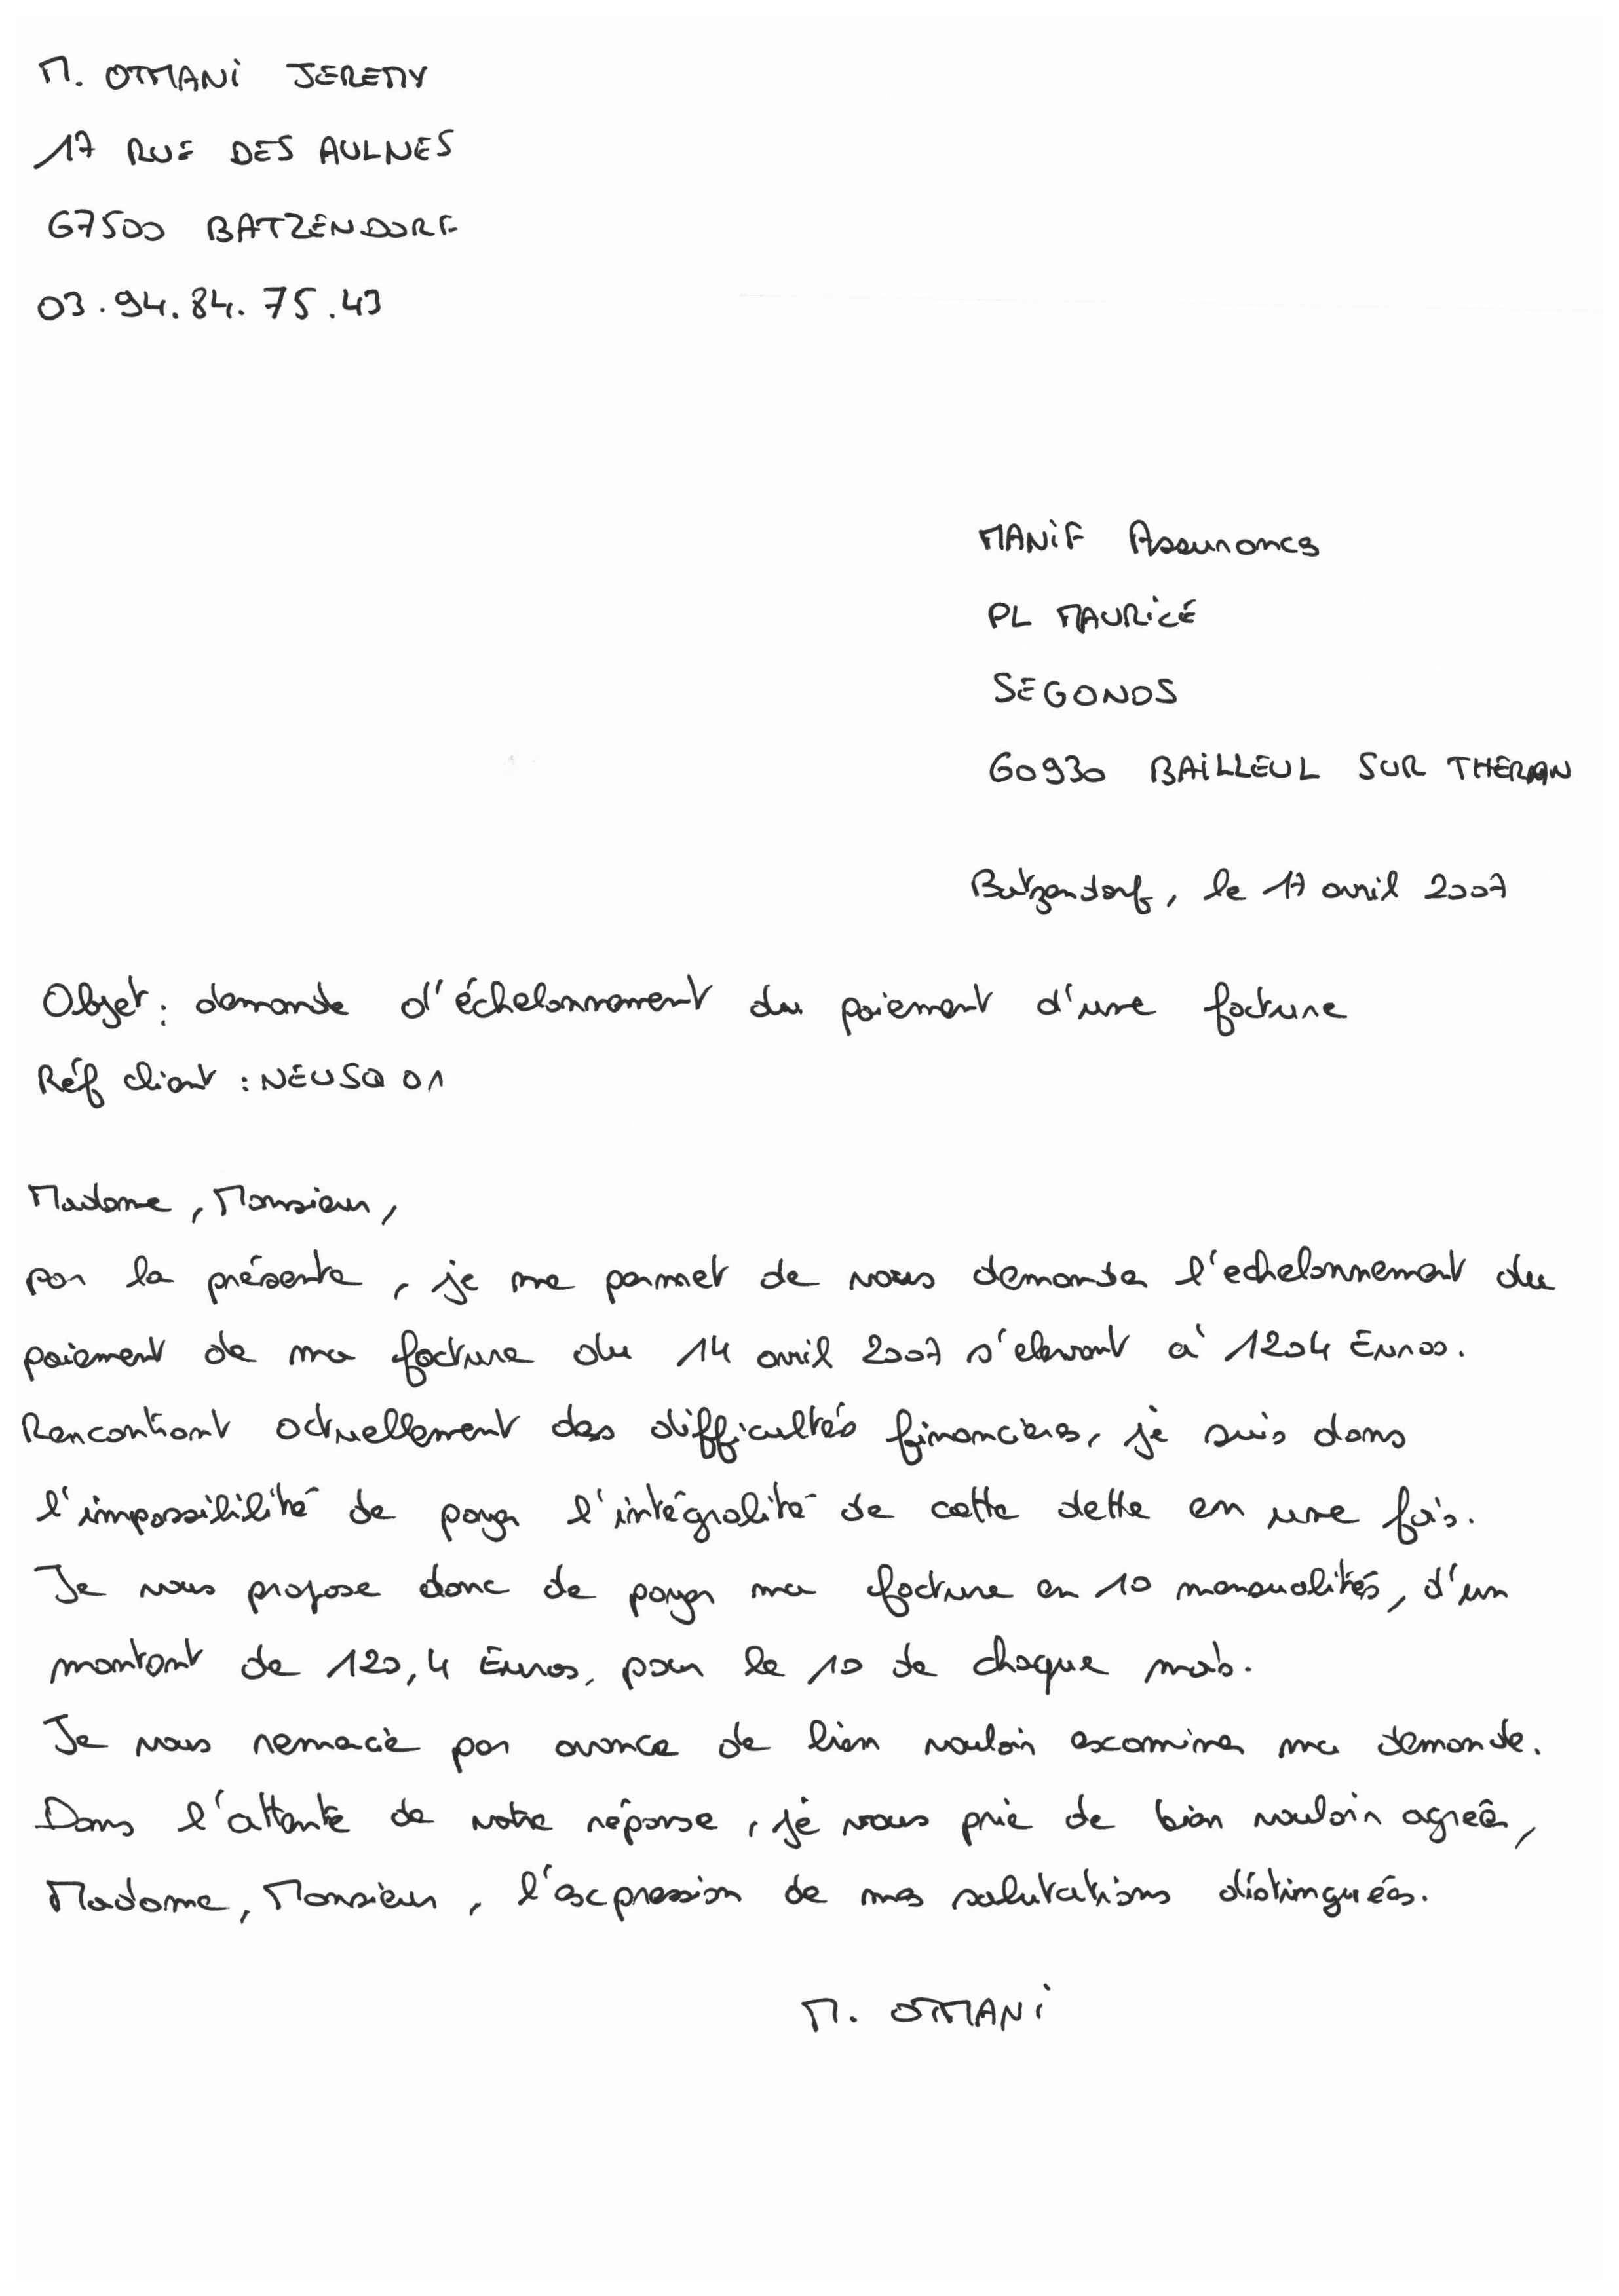 M. OTMANI JEREMY
17 RUE DES AULNES
67500 BATZENDORF
03.94.84.75.43
MANIF Assurances
PL MAURICE
SEGONDS
60930 BAILLEUL SUR THERAIN
Batzendorf, le 17 avril 2007
Objet : demande d'échelonnement du paiement d'une facture
Réf client : NEUSQ01
Madame, Monsieur,
par la présente, je me permet de vous demander l'echelonnement du
paiement de ma facture du 14 avril 2007 s'elevant à 1204 Euros.
Rencontrant actuellement des difficultés financières, je suis dans
l'impossibilité de payer l'intégralité de cette dette en une fois.
Je vous propose donc de payer ma facture en 10 mensualités, d'un
montant de 120,4 Euros, pour le 10 de chaque mois.
Je vous remercie par avance de bien vouloir examiner ma demande.
Dans l'attente de votre réponse, je vous prie de bien vouloir agréer,
Madame, Monsieur, l'expression de mes salutations distinguées.
M. OTMANI